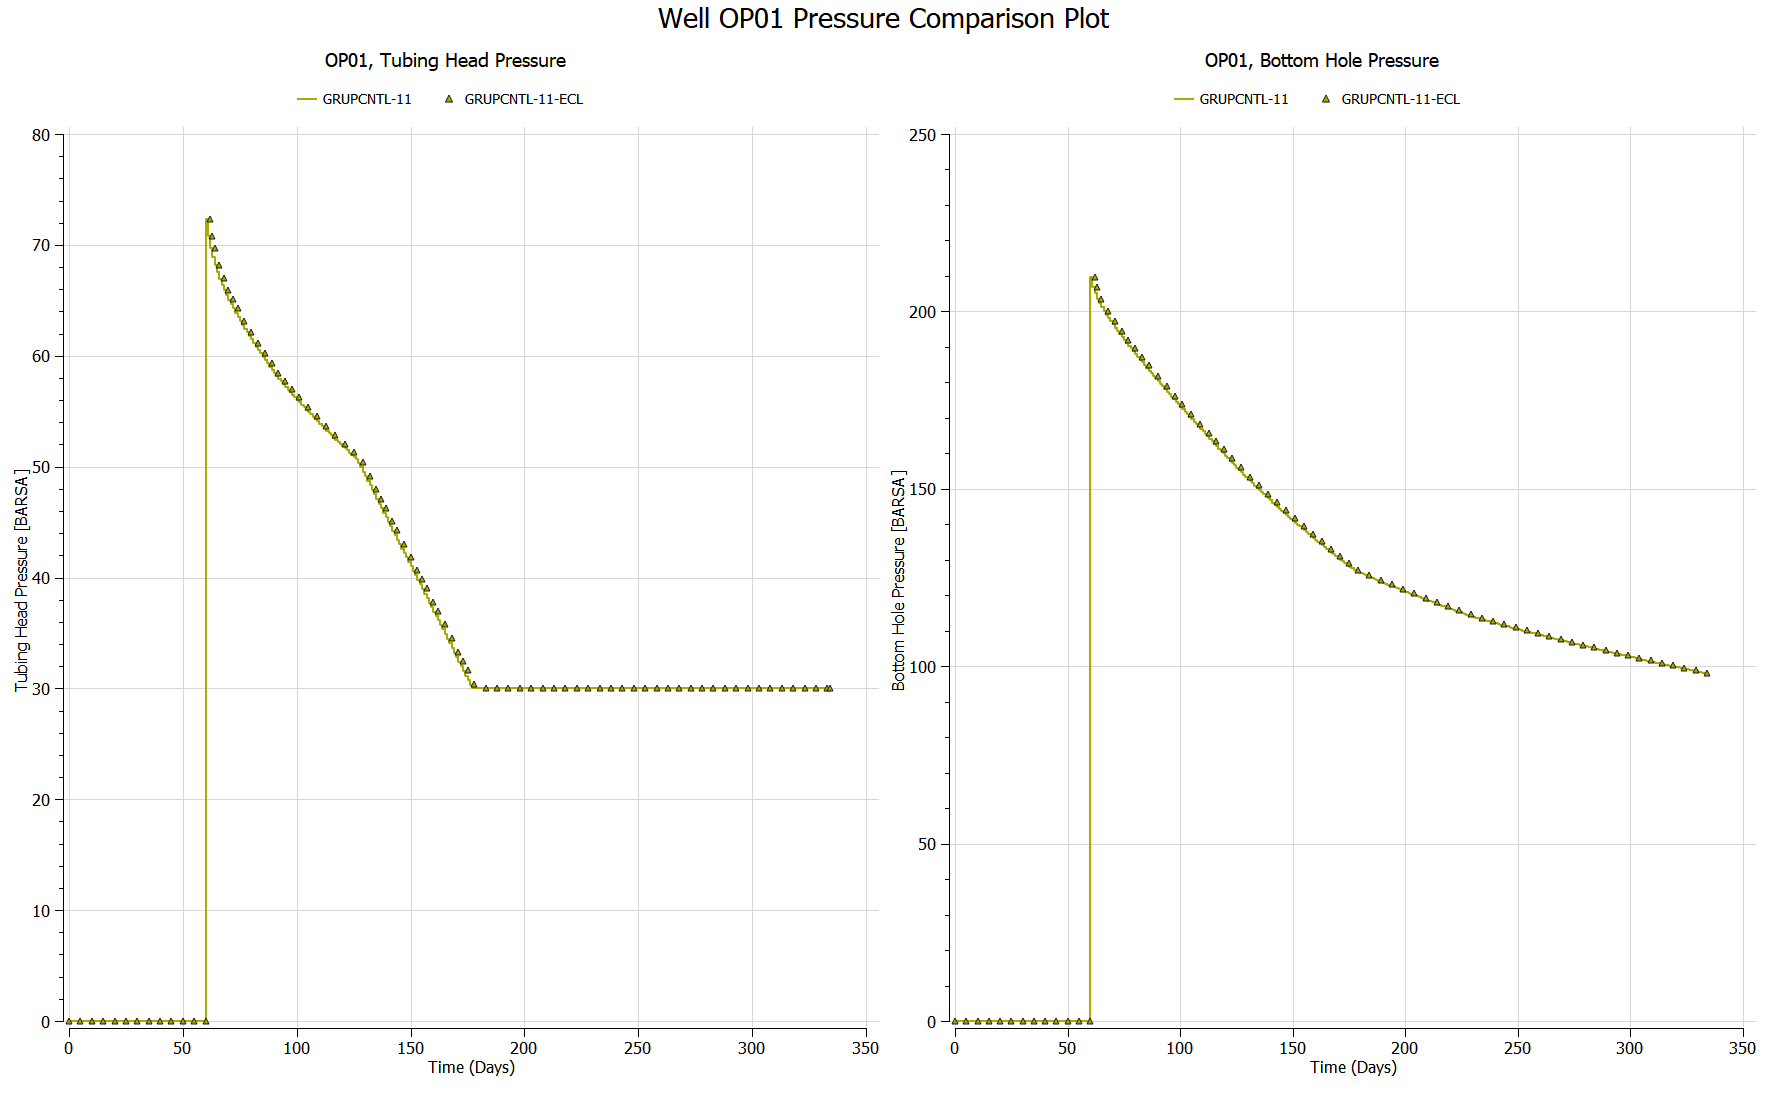 Well OP01 Pressure Comparison Plot
OP01, Tubing Head Pressure
GRUPCNTL-11 GRUPCNTL-11-ECL
80
70
60
50
40
30
20
10
0
Tubing Head Pressure [BARSA]
0 50 100 150 200 250 300 350
Time (Days)
OP01, Bottom Hole Pressure
GRUPCNTL-11 GRUPCNTL-11-ECL
250
200
150
100
50
0
Bottom Hole Pressure [BARSA]
0 50 100 150 200 250 300 350
Time (Days)